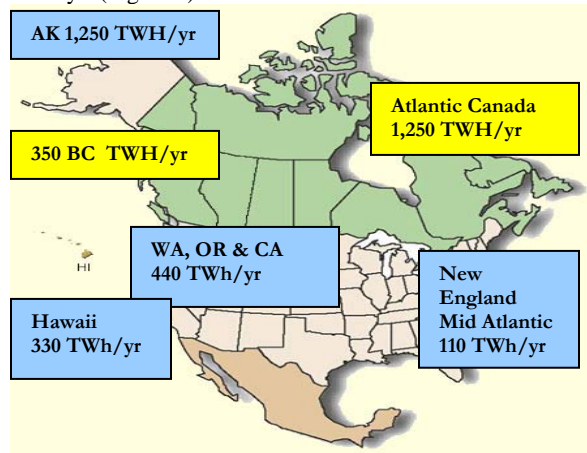 AK 1,250 TWH/yr
Atlantic Canada
1,250 TWH/yr
350 BC TWH/yr
HI
WA, OR & CA
440 TWh/yr
New
England
Mid Atlantic
110 TWh/yr
Hawaii
330 TWh/yr